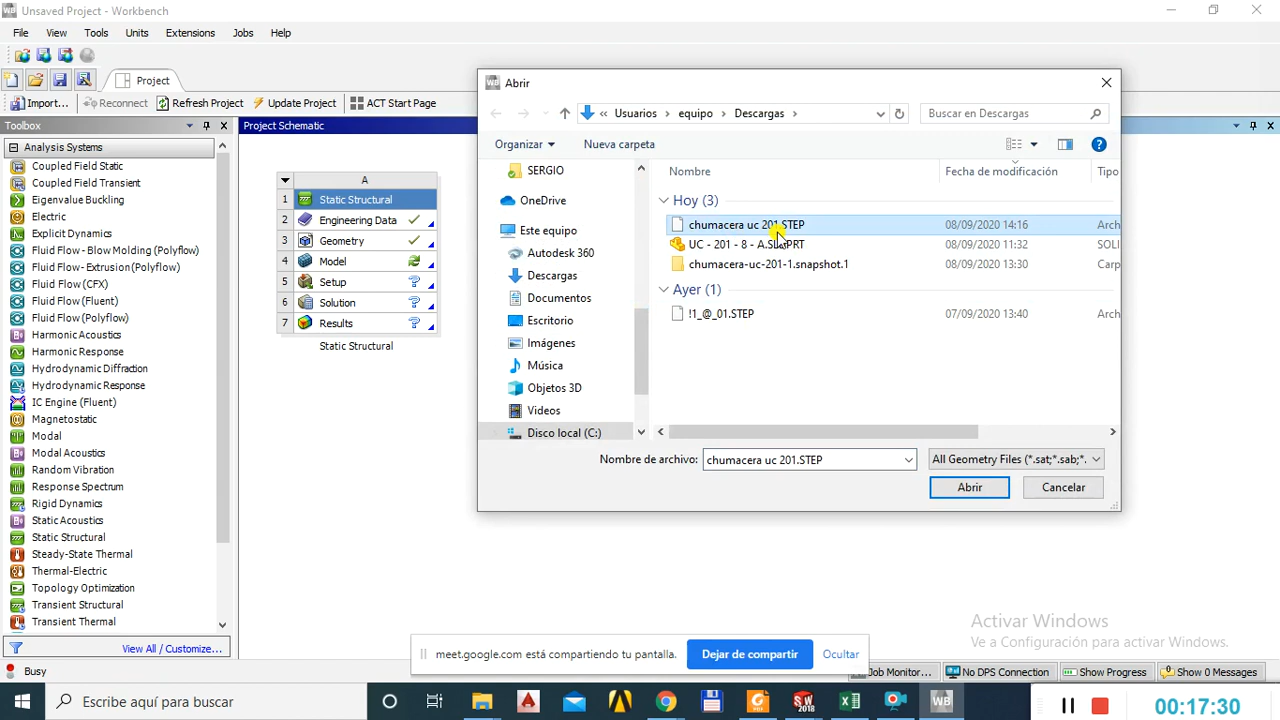 Unsaved Project - Workbench
File View Tools Units Extensions Jobs Help
Project
Import... Reconnect Refresh Project Update Project ACT Start Page
Toolbox
Project Schematic
Analysis Systems
Coupled Field Static
Coupled Field Transient
Eigenvalue Buckling
Electric
Explicit Dynamics
Fluid Flow - Blow Molding (Polyflow)
Fluid Flow - Extrusion (Polyflow)
Fluid Flow (CFX)
Fluid Flow (Fluent)
Fluid Flow (Polyflow)
Harmonic Acoustics
Harmonic Response
Hydrodynamic Diffraction
Hydrodynamic Response
IC Engine (Fluent)
Magnetostatic
Modal
Modal Acoustics
Random Vibration
Response Spectrum
Rigid Dynamics
Static Acoustics
Static Structural
Steady-State Thermal
Thermal-Electric
Topology Optimization
Transient Structural
Transient Thermal
View All / Customize...
A
1 Static Structural
2 Engineering Data
3 Geometry
4 Model
5 Setup
6 Solution
7 Results
Static Structural
Abrir
« Usuarios > equipo > Descargas >
Buscar en Descargas
Organizar Nueva carpeta
SERGIO
OneDrive
Este equipo
Autodesk 360
Descargas
Documentos
Escritorio
Imágenes
Música
Objetos 3D
Videos
Disco local (C:)
Nombre Fecha de modificación Tipo
Hoy (3)
chumacera uc 201.STEP 08/09/2020 14:16 Arch
UC - 201 - 8 - A.SLDPRT 08/09/2020 11:32 SOLI
chumacera-uc-201-1.snapshot.1 08/09/2020 13:30 Carp
Ayer (1)
!1_@_01.STEP 07/09/2020 13:40 Arch
Nombre de archivo: chumacera uc 201.STEP All Geometry Files (*.sat;*.sab;*.
Abrir Cancelar
Activar Windows
Ve a Configuración para activar Windows.
meet.google.com está compartiendo tu pantalla. Dejar de compartir Ocultar
Busy
Job Monitor... No DPS Connection Show Progress Show 0 Messages
Escribe aquí para buscar
00:17:30